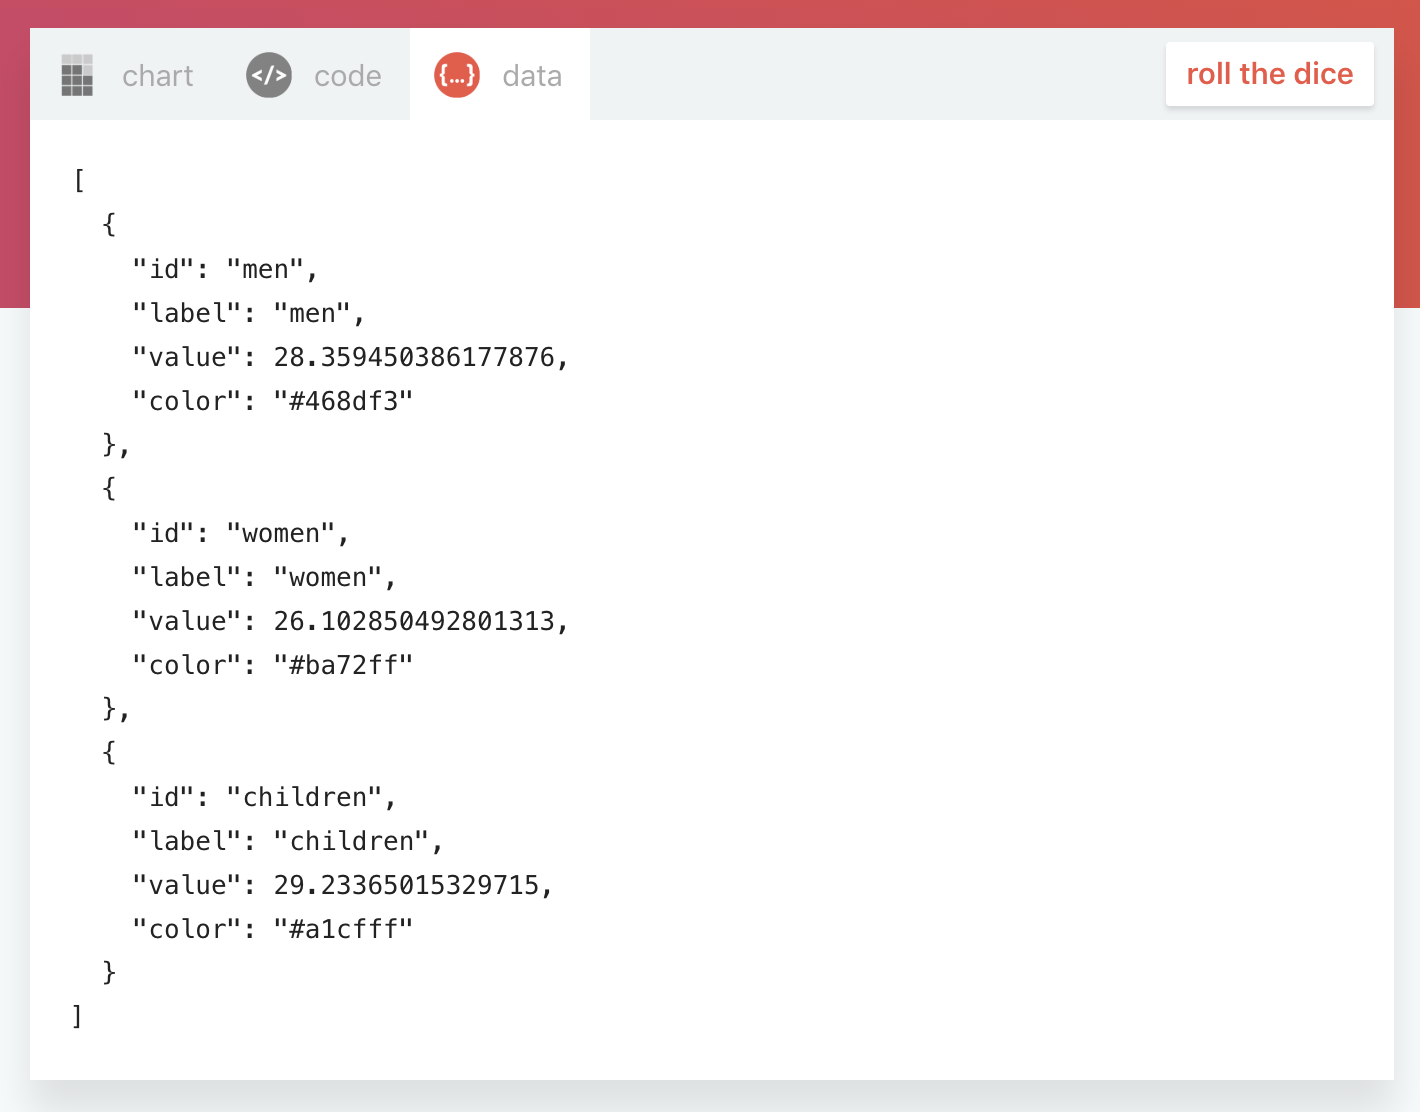 chart </> code {...} data roll the dice
[
  {
    "id": "men",
    "label": "men",
    "value": 28.359450386177876,
    "color": "#468df3"
  },
  {
    "id": "women",
    "label": "women",
    "value": 26.102850492801313,
    "color": "#ba72ff"
  },
  {
    "id": "children",
    "label": "children",
    "value": 29.23365015329715,
    "color": "#a1cfff"
  }
]